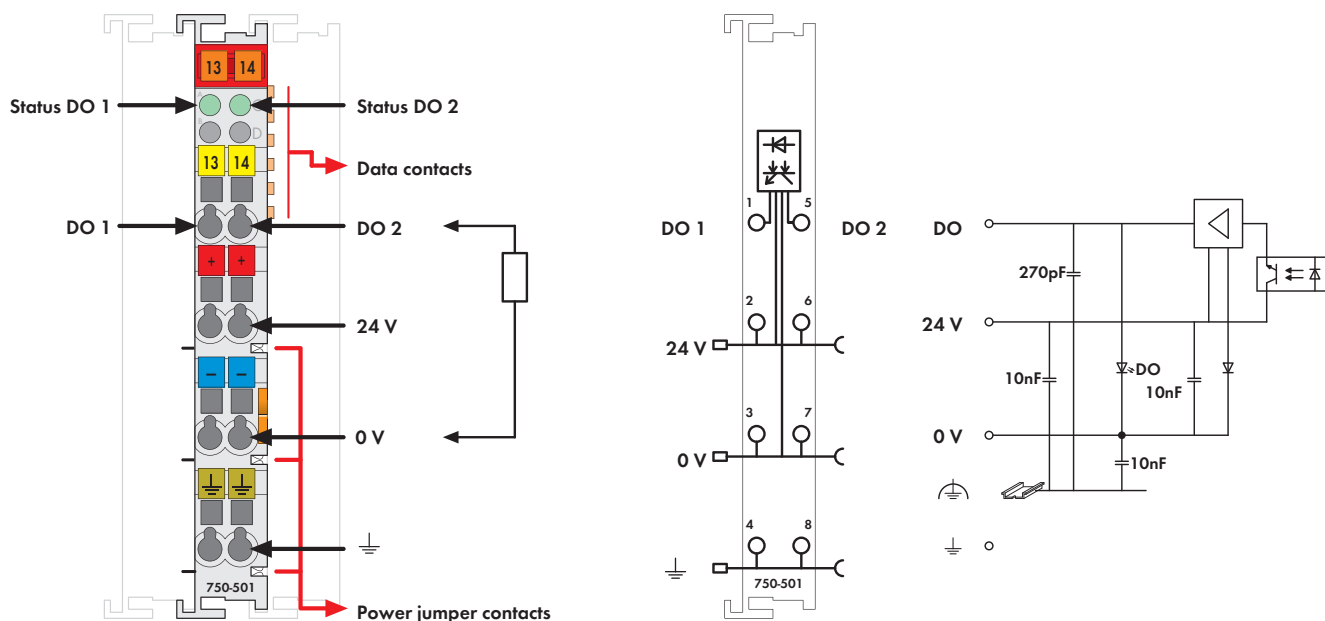 13 14
A C
Status DO 1
Status DO 2
B D
13 14
Data contacts
DO 1
DO 2
+ +
24 V
– –
0 V
750-501
Power jumper contacts
1 5
DO 1
DO 2
2 6
24 V
3 7
0 V
4 8
750-501
DO
270pF
24 V
10nF
DO
10nF
0 V
10nF